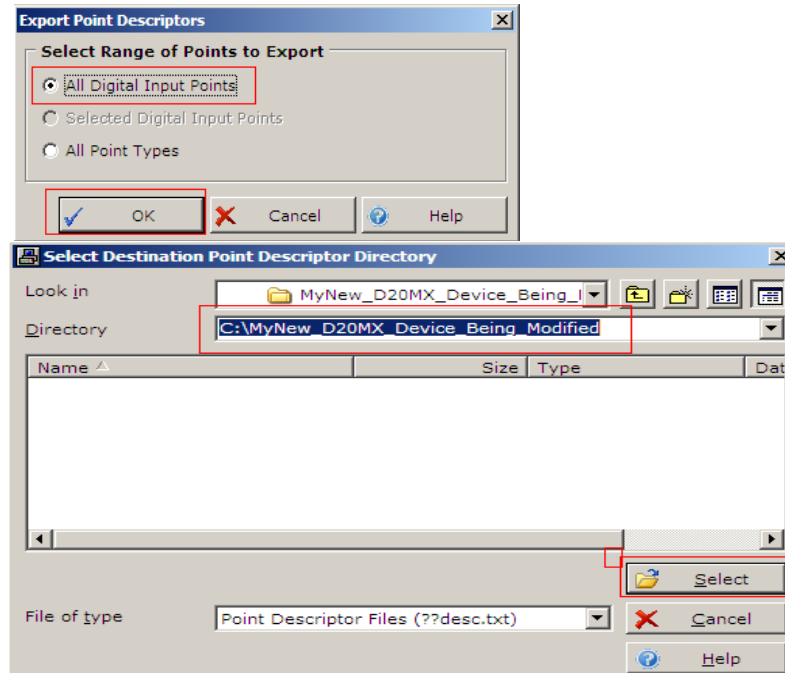 Export Point Descriptors
Select Range of Points to Export
All Digital Input Points
Selected Digital Input Points
All Point Types
OK Cancel Help
Select Destination Point Descriptor Directory
Look in MyNew_D20MX_Device_Being_
Directory C:\MyNew_D20MX_Device_Being_Modified
Name Size Type Dat
Select
File of type Point Descriptor Files (??desc.txt) Cancel
Help